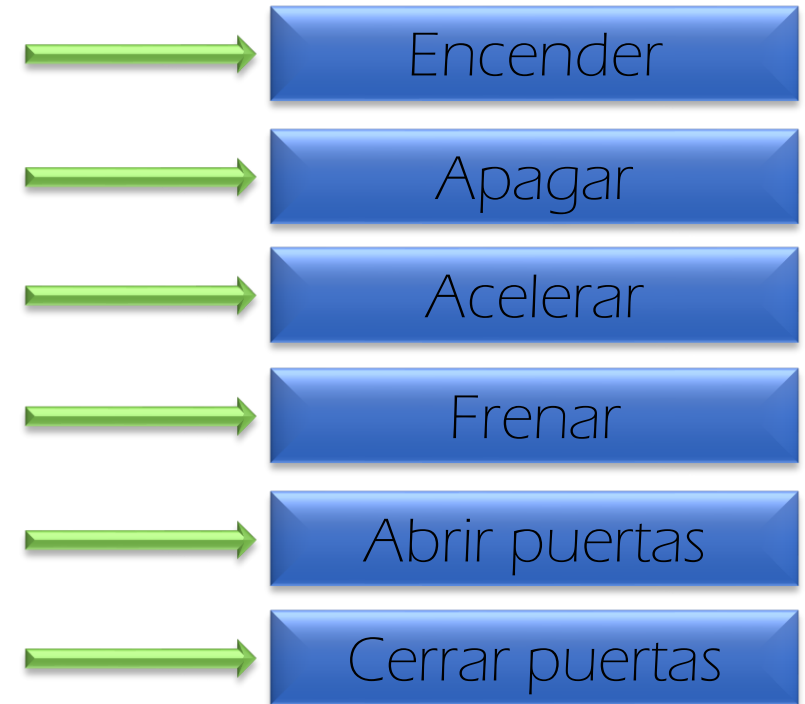 Encender
Apagar
Acelerar
Frenar
Abrir puertas
Cerrar puertas